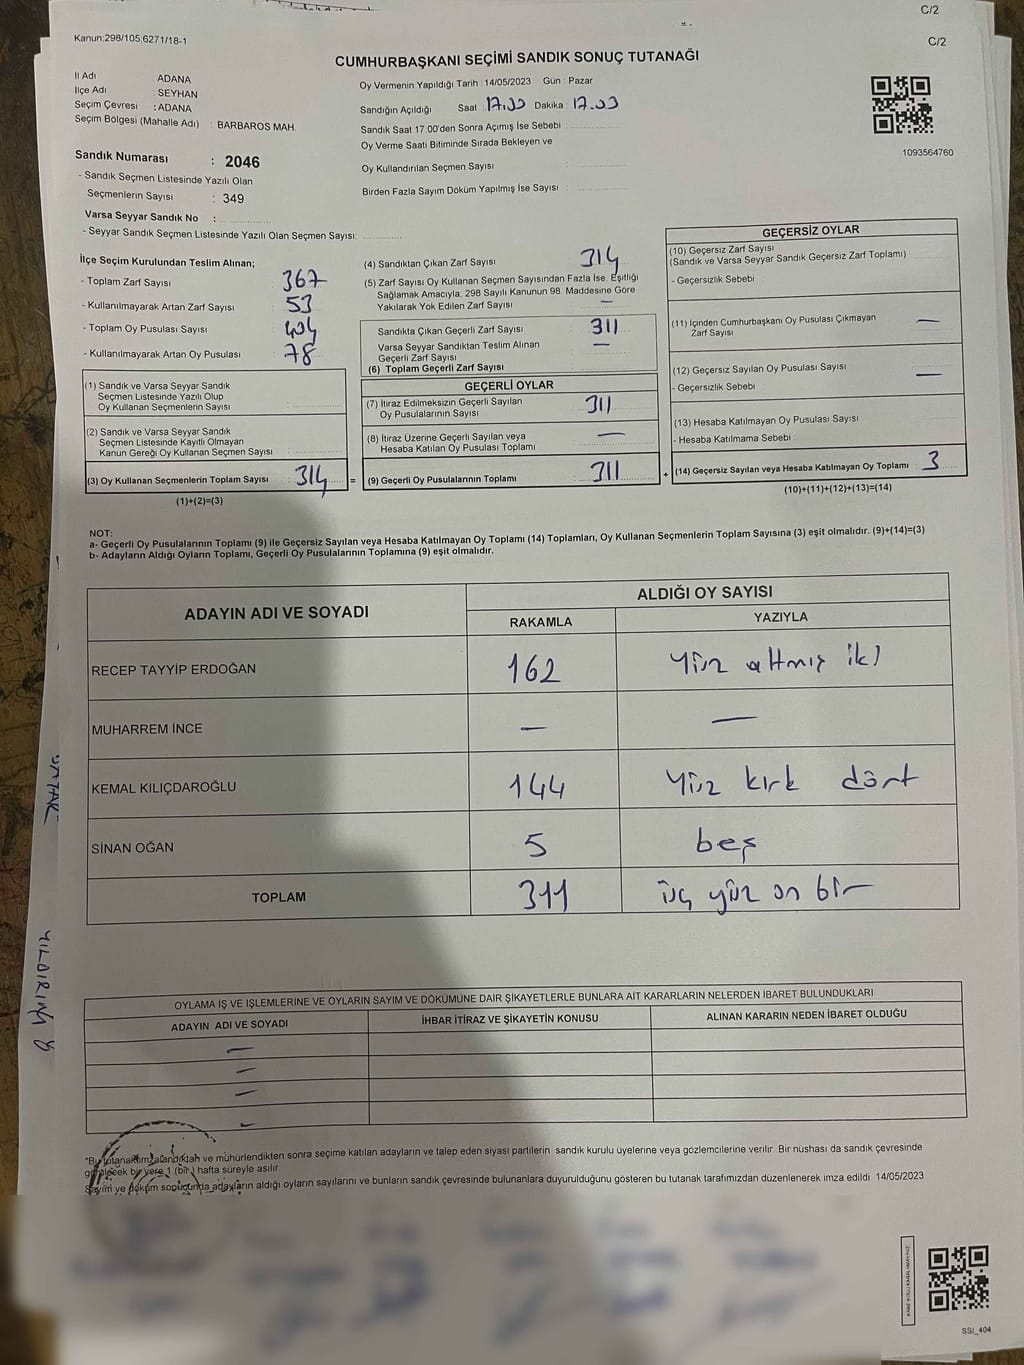 C/2
Kanun:298/105,6271/18-1
C/2
CUMHURBAŞKANI SEÇİMİ SANDIK SONUÇ TUTANAĞI
İl Adı ADANA
İlçe Adı : SEYHAN
Seçim Çevresi : ADANA
Seçim Bölgesi (Mahalle Adı) : BARBAROS MAH.
Oy Vermenin Yapıldığı Tarih : 14/05/2023 Gün : Pazar
Sandığın Açıldığı Saat 17.00 Dakika : 17.03
Sandık Saat 17.00'den Sonra Açımış İse Sebebi
Oy Verme Saati Bitiminde Sırada Bekleyen ve
Oy Kullandırılan Seçmen Sayısı
Birden Fazla Sayım Döküm Yapılmış İse Sayısı :
1093564760
Sandık Numarası : 2046
- Sandık Seçmen Listesinde Yazılı Olan
Seçmenlerin Sayısı : 349
Varsa Seyyar Sandık No :
- Seyyar Sandık Seçmen Listesinde Yazılı Olan Seçmen Sayısı:
İlçe Seçim Kurulundan Teslim Alınan;
- Toplam Zarf Sayısı 367
- Kullanılmayarak Artan Zarf Sayısı : 53
- Toplam Oy Pusulası Sayısı
- Kullanılmayarak Artan Oy Pusulası : 78
(1) Sandık ve Varsa Seyyar Sandık
Seçmen Listesinde Yazılı Olup
Oy Kullanan Seçmenlerin Sayısı
(2) Sandık ve Varsa Seyyar Sandık
Seçmen Listesinde Kayıtlı Olmayan
Kanun Gereği Oy Kullanan Seçmen Sayısı
(3) Oy Kullanan Seçmenlerin Toplam Sayısı : 314 =
(1)+(2)=(3)
(4) Sandıktan Çıkan Zarf Sayısı 314
(5) Zarf Sayısı Oy Kullanan Seçmen Sayısından Fazla İse, Eşitliği
Sağlamak Amacıyla, 298 Sayılı Kanunun 98. Maddesine Göre
Yakılarak Yok Edilen Zarf Sayısı —
Sandıkta Çıkan Geçerli Zarf Sayısı : 311
Varsa Seyyar Sandıktan Teslim Alınan —
Geçerli Zarf Sayısı
(6) Toplam Geçerli Zarf Sayısı
GEÇERLİ OYLAR
(7) İtiraz Edilmeksizin Geçerli Sayılan
Oy Pusulalarının Sayısı 311
(8) İtiraz Üzerine Geçerli Sayılan veya —
Hesaba Katılan Oy Pusulası Toplamı
(9) Geçerli Oy Pusulalarının Toplamı 311 +
GEÇERSİZ OYLAR
(10) Geçersiz Zarf Sayısı
(Sandık ve Varsa Seyyar Sandık Geçersiz Zarf Toplamı)
- Geçersizlik Sebebi
(11) İçinden Cumhurbaşkanı Oy Pusulası Çıkmayan —
Zarf Sayısı
(12) Geçersiz Sayılan Oy Pusulası Sayısı —
- Geçersizlik Sebebi
(13) Hesaba Katılmayan Oy Pusulası Sayısı
- Hesaba Katılmama Sebebi
(14) Geçersiz Sayılan veya Hesaba Katılmayan Oy Toplamı 3
(10)+(11)+(12)+(13)=(14)
NOT:
a- Geçerli Oy Pusulalarının Toplamı (9) ile Geçersiz Sayılan veya Hesaba Katılmayan Oy Toplamı (14) Toplamları, Oy Kullanan Seçmenlerin Toplam Sayısına (3) eşit olmalıdır. (9)+(14)=(3)
b- Adayların Aldığı Oyların Toplamı, Geçerli Oy Pusulalarının Toplamına (9) eşit olmalıdır.
ADAYIN ADI VE SOYADI ALDIĞI OY SAYISI
RAKAMLA YAZIYLA
RECEP TAYYİP ERDOĞAN 162 Yüz altmış iki
MUHARREM İNCE — —
KEMAL KILIÇDAROĞLU 144 Yüz kırk dört
SİNAN OĞAN 5 beş
TOPLAM 311 üç yüz on bir
OYLAMA İŞ VE İŞLEMLERİNE VE OYLARIN SAYIM VE DÖKÜMÜNE DAİR ŞİKAYETLERLE BUNLARA AİT KARARLARIN NELERDEN İBARET BULUNDUKLARI
ADAYIN ADI VE SOYADI İHBAR İTİRAZ VE ŞİKAYETİN KONUSU ALINAN KARARIN NEDEN İBARET OLDUĞU
—
—
—
—
*Bu tutanak imzalandıktan ve mühürlendikten sonra seçime katılan adayların ve talep eden siyasi partilerin sandık kurulu üyelerine veya gözlemcilerine verilir. Bir nüshası da sandık çevresinde
görülecek bir yere 1 (bir) hafta süreyle asılır.
Sayım ve döküm sonucunda adayların aldığı oyların sayılarını ve bunların sandık çevresinde bulunanlara duyurulduğunu gösteren bu tutanak tarafımızdan düzenlenerek imza edildi. 14/05/2023
SSI_404